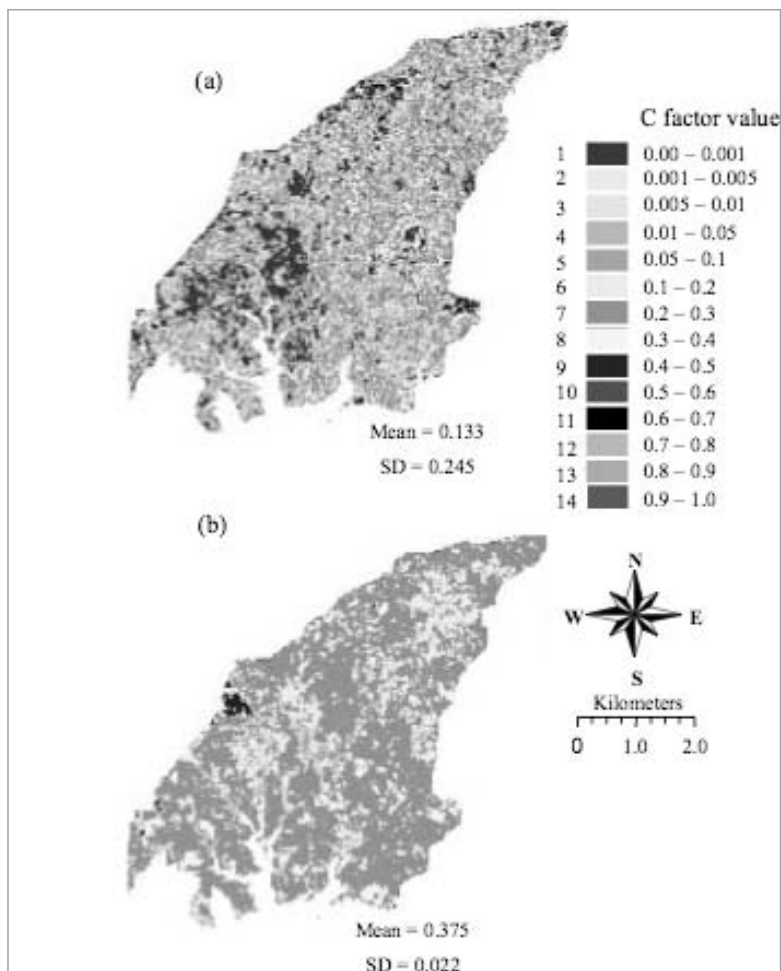 (a)
C factor value
1 0.00 – 0.001
2 0.001 – 0.005
3 0.005 – 0.01
4 0.01 – 0.05
5 0.05 – 0.1
6 0.1 – 0.2
7 0.2 – 0.3
8 0.3 – 0.4
9 0.4 – 0.5
10 0.5 – 0.6
11 0.6 – 0.7
12 0.7 – 0.8
13 0.8 – 0.9
14 0.9 – 1.0
Mean = 0.133
SD = 0.245
(b)
N
W E
S
Kilometers
0 1.0 2.0
Mean = 0.375
SD = 0.022